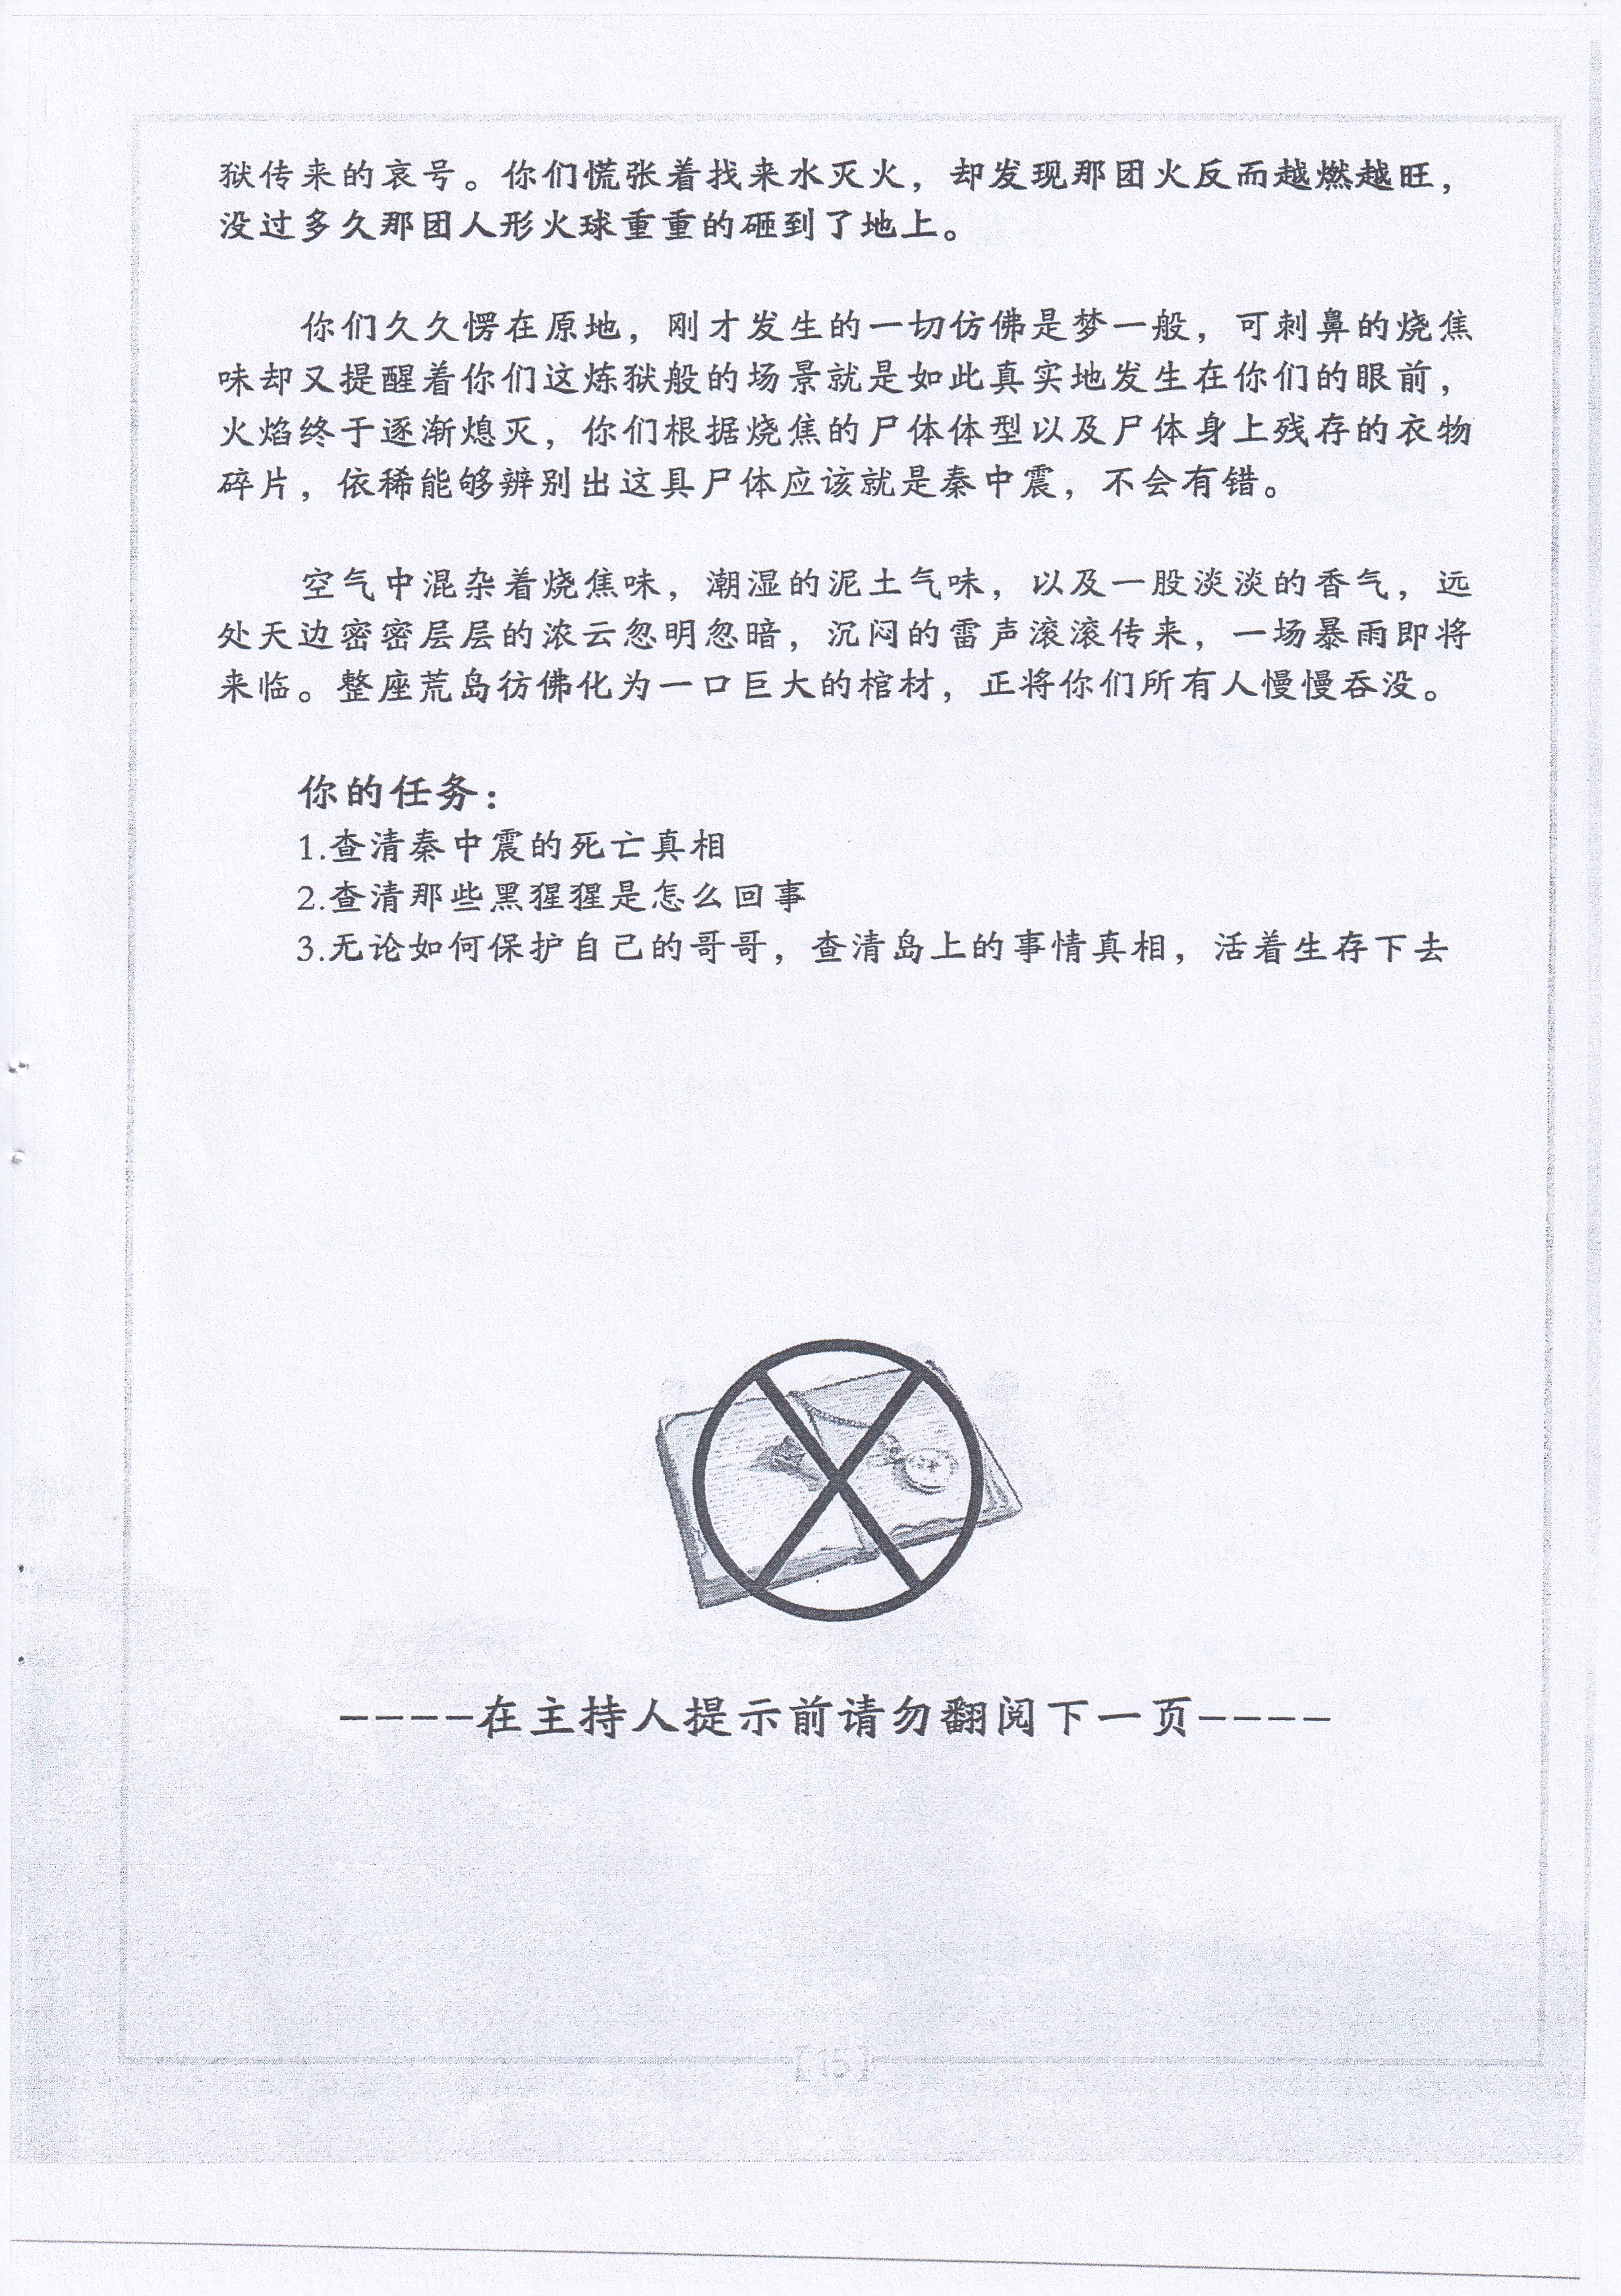 狱传来的哀号。你们慌张着找来水灭火，却发现那团火反而越燃越旺，
没过多久那团人形火球重重的砸到了地上。
你们久久愣在原地，刚才发生的一切仿佛是梦一般，可刺鼻的烧焦
味却又提醒着你们这炼狱般的场景就是如此真实地发生在你们的眼前，
火焰终于逐渐熄灭，你们根据烧焦的尸体体型以及尸体身上残存的衣物
碎片，依稀能够辨别出这具尸体应该就是秦中震，不会有错。
空气中混杂着烧焦味，潮湿的泥土气味，以及一股淡淡的香气，远
处天边密密层层的浓云忽明忽暗，沉闷的雷声滚滚传来，一场暴雨即将
来临。整座荒岛彷佛化为一口巨大的棺材，正将你们所有人慢慢吞没。
你的任务：
1.查清秦中震的死亡真相
2.查清那些黑猩猩是怎么回事
3.无论如何保护自己的哥哥，查清岛上的事情真相，活着生存下去
----在主持人提示前请勿翻阅下一页----
【15】